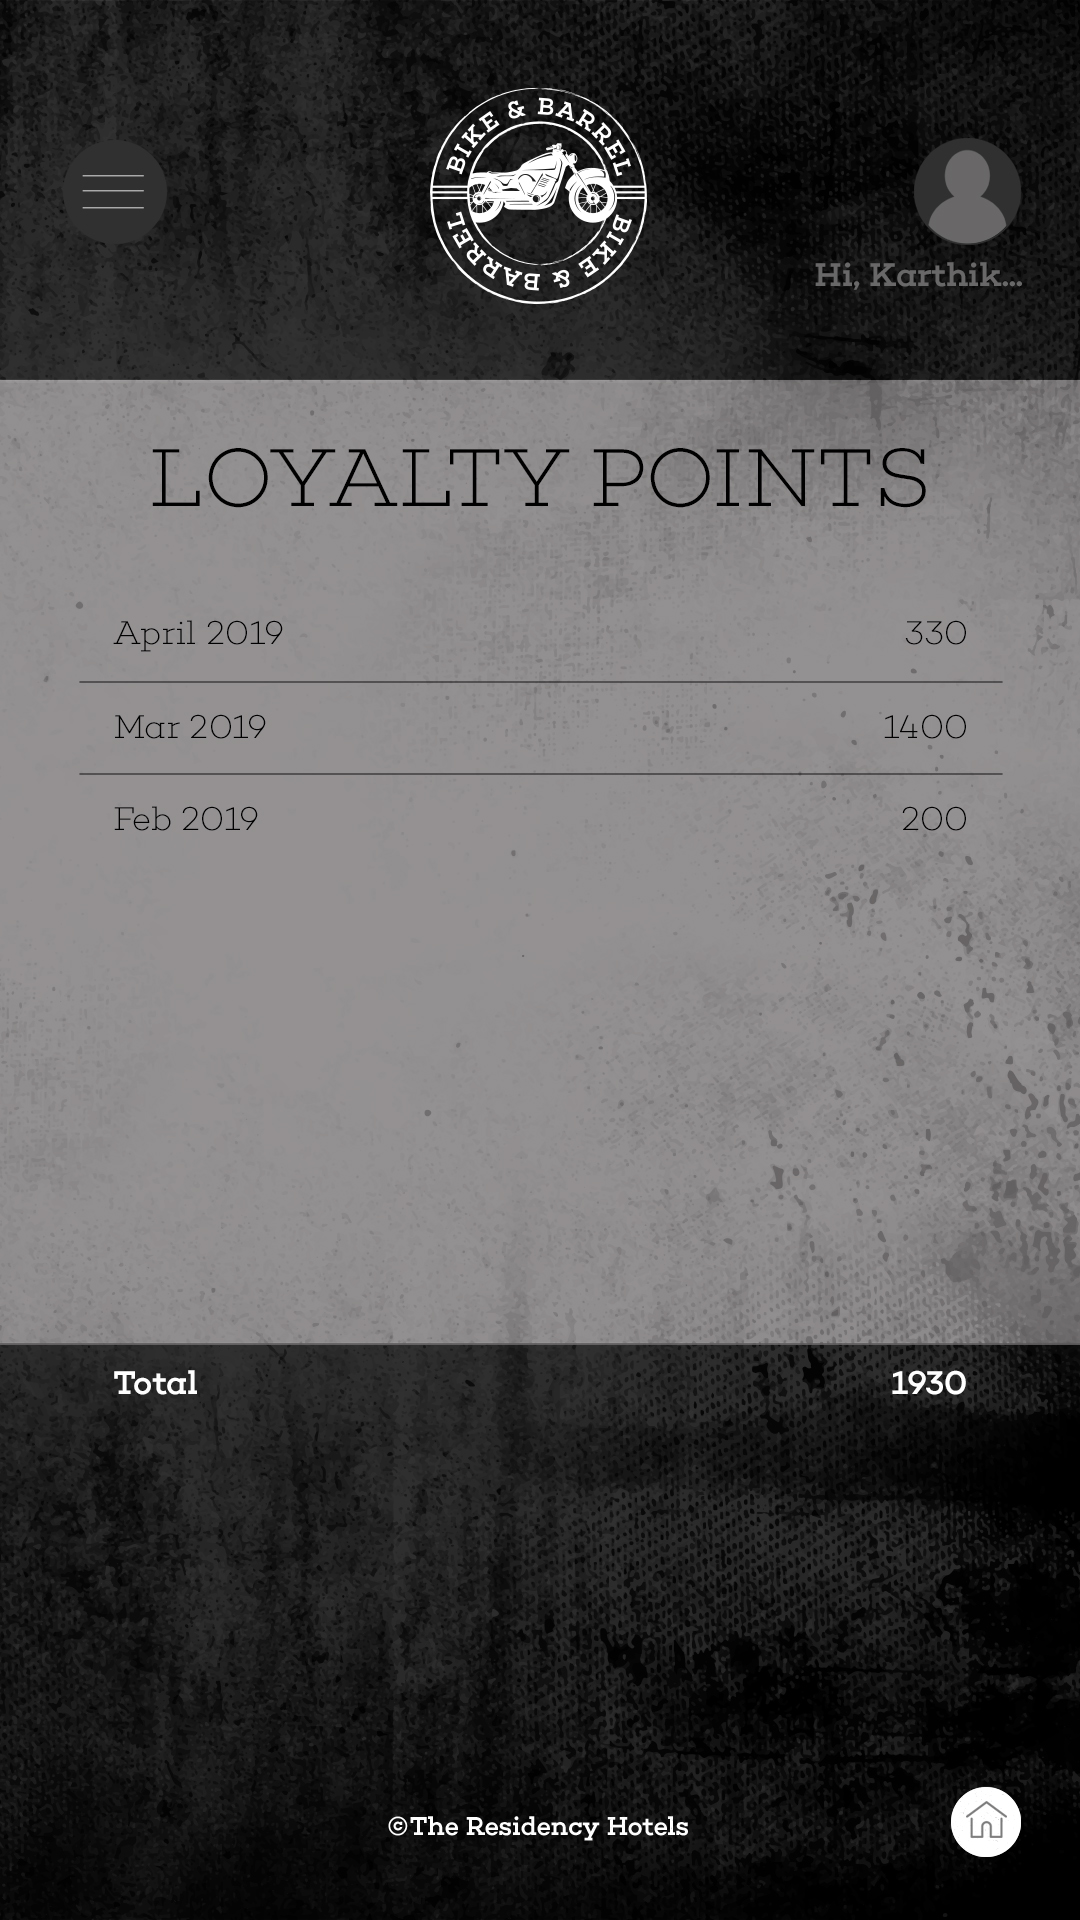 BIKE & BARREL
BIKE & BARREL
Hi, Karthik...
LOYALTY POINTS
April 2019 330
Mar 2019 1400
Feb 2019 200
Total 1930
©The Residency Hotels